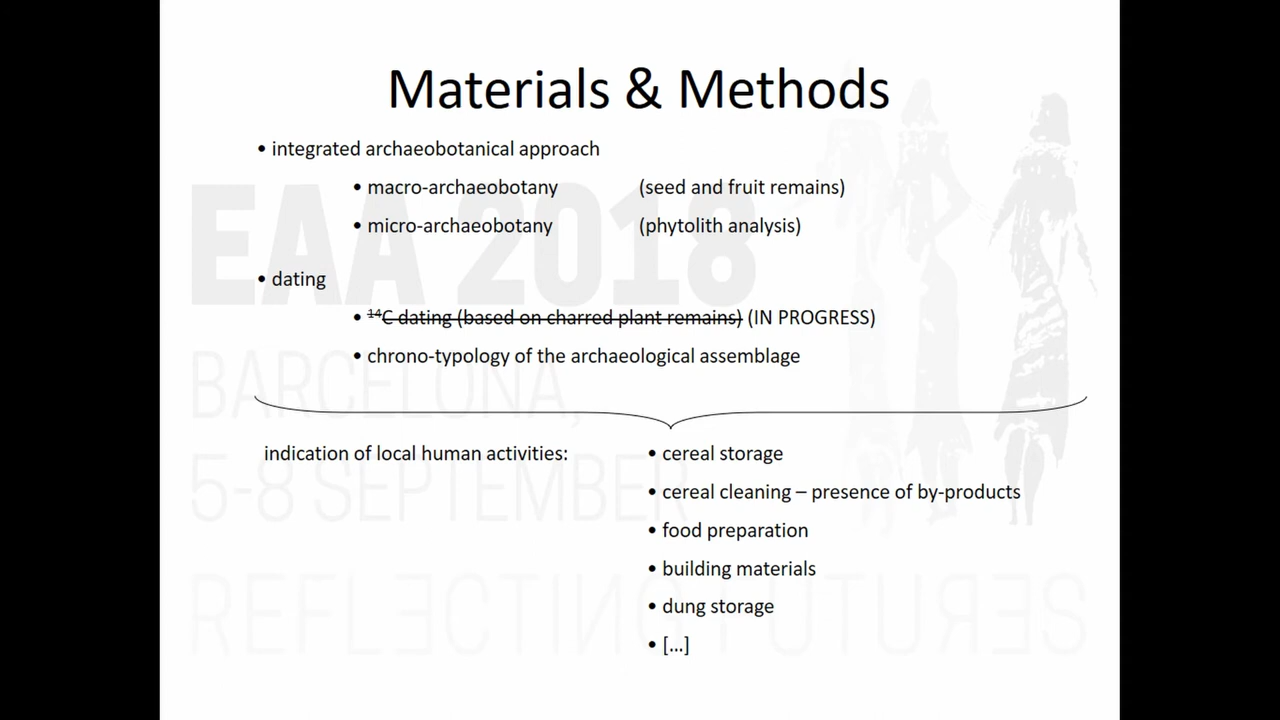 Materials & Methods
• integrated archaeobotanical approach
• macro-archaeobotany (seed and fruit remains)
• micro-archaeobotany (phytolith analysis)
• dating
• ¹⁴C dating (based on charred plant remains) (IN PROGRESS)
• chrono-typology of the archaeological assemblage
indication of local human activities: • cereal storage
• cereal cleaning – presence of by-products
• food preparation
• building materials
• dung storage
• [...]
EAA 2018
BARCELONA,
5-8 SEPTEMBER
REFLECTING FUTURES